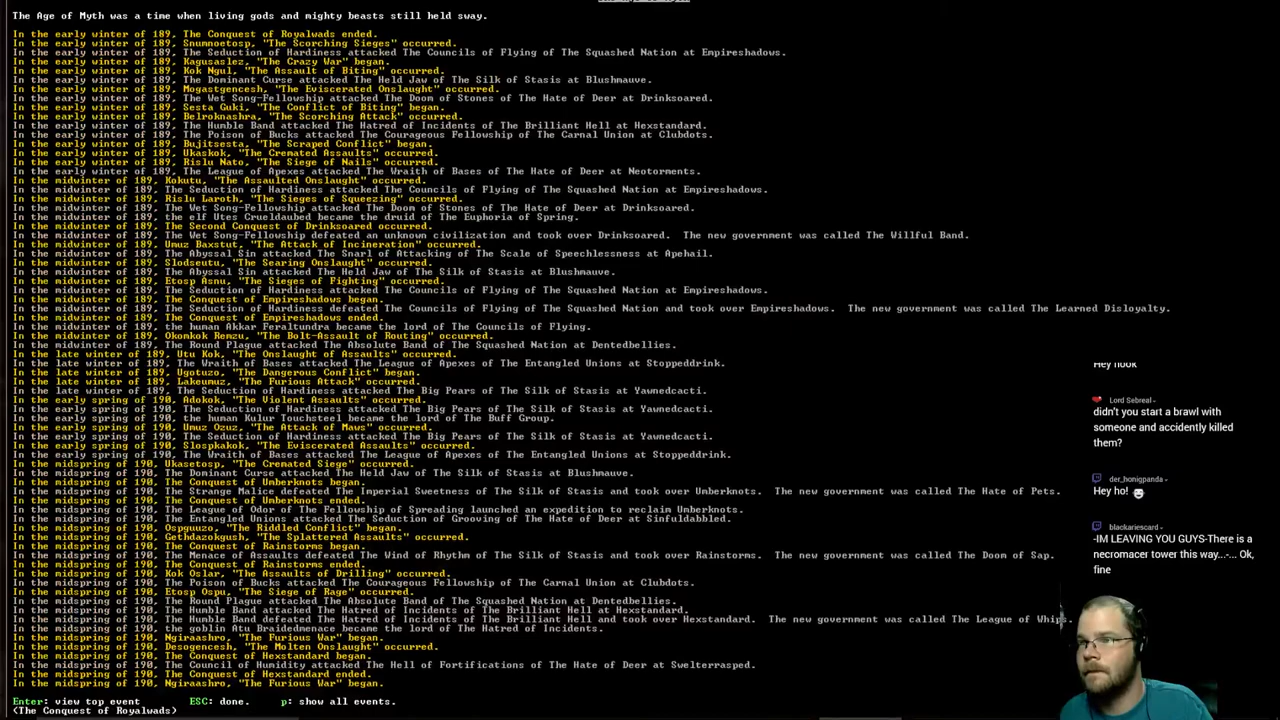 The Age of Myth was a time when living gods and mighty beasts still held sway.
In the early winter of 189, The Conquest of Royalwads ended.
In the early winter of 189, Snumnoetosp, "The Scorching Sieges" occurred.
In the early winter of 189, The Seduction of Hardiness attacked The Councils of Flying of The Squashed Nation at Empireshadows.
In the early winter of 189, Kagusaslez, "The Crazy War" began.
In the early winter of 189, Kok Ngul, "The Assault of Biting" occurred.
In the early winter of 189, The Dominant Curse attacked The Held Jaw of The Silk of Stasis at Blushmauve.
In the early winter of 189, Mogastgencesh, "The Eviscerated Onslaught" occurred.
In the early winter of 189, The Wet Song-Fellowship attacked The Doom of Stones of The Hate of Deer at Drinksoared.
In the early winter of 189, Sesta Guki, "The Conflict of Biting" began.
In the early winter of 189, Belroknashra, "The Scorching Attack" occurred.
In the early winter of 189, The Humble Band attacked The Hatred of Incidents of The Brilliant Hell at Hexstandard.
In the early winter of 189, The Poison of Bucks attacked The Courageous Fellowship of The Carnal Union at Clubdots.
In the early winter of 189, Bujitsesta, "The Scraped Conflict" began.
In the early winter of 189, Ukaskok, "The Cremated Assaults" occurred.
In the early winter of 189, Rislu Nato, "The Siege of Nails" occurred.
In the early winter of 189, The League of Apexes attacked The Wraith of Bases of The Hate of Deer at Neotorments.
In the midwinter of 189, Kokutu, "The Assaulted Onslaught" occurred.
In the midwinter of 189, The Seduction of Hardiness attacked The Councils of Flying of The Squashed Nation at Empireshadows.
In the midwinter of 189, Rislu Laroth, "The Sieges of Squeezing" occurred.
In the midwinter of 189, The Wet Song-Fellowship attacked The Doom of Stones of The Hate of Deer at Drinksoared.
In the midwinter of 189, the elf Utes Crueldaubed became the druid of The Euphoria of Spring.
In the midwinter of 189, The Second Conquest of Drinksoared occurred.
In the midwinter of 189, The Wet Song-Fellowship defeated an unknown civilization and took over Drinksoared.  The new government was called The Willful Band.
In the midwinter of 189, Umuz Baxstut, "The Attack of Incineration" occurred.
In the midwinter of 189, The Abyssal Sin attacked The Snarl of Attacking of The Scale of Speechlessness at Apehail.
In the midwinter of 189, Slodseutu, "The Searing Onslaught" occurred.
In the midwinter of 189, The Abyssal Sin attacked The Held Jaw of The Silk of Stasis at Blushmauve.
In the midwinter of 189, Etosp Asnu, "The Sieges of Fighting" occurred.
In the midwinter of 189, The Seduction of Hardiness attacked The Councils of Flying of The Squashed Nation at Empireshadows.
In the midwinter of 189, The Conquest of Empireshadows began.
In the midwinter of 189, The Seduction of Hardiness defeated The Councils of Flying of The Squashed Nation and took over Empireshadows.  The new government was called The Learned Disloyalty.
In the midwinter of 189, The Conquest of Empireshadows ended.
In the midwinter of 189, the human Akkar Feraltundra became the lord of The Councils of Flying.
In the midwinter of 189, Okomkok Remzu, "The Bolt-Assault of Routing" occurred.
In the midwinter of 189, The Round Plague attacked The Absolute Band of The Squashed Nation at Dentedbellies.
In the late winter of 189, Utu Kok, "The Onslaught of Assaults" occurred.
In the late winter of 189, The Wraith of Bases attacked The League of Apexes of The Entangled Unions at Stoppeddrink.
In the late winter of 189, Ugotuzo, "The Dangerous Conflict" began.
In the late winter of 189, Lakeumuz, "The Furious Attack" occurred.
In the late winter of 189, The Seduction of Hardiness attacked The Big Pears of The Silk of Stasis at Yawnedcacti.
In the early spring of 190, Adokok, "The Violent Assaults" occurred.
In the early spring of 190, The Seduction of Hardiness attacked The Big Pears of The Silk of Stasis at Yawnedcacti.
In the early spring of 190, the human Kulur Touchsteel became the lord of The Buff Group.
In the early spring of 190, Umuz Ozuz, "The Attack of Maws" occurred.
In the early spring of 190, The Seduction of Hardiness attacked The Big Pears of The Silk of Stasis at Yawnedcacti.
In the early spring of 190, Slospkakok, "The Eviscerated Assaults" occurred.
In the early spring of 190, The Wraith of Bases attacked The League of Apexes of The Entangled Unions at Stoppeddrink.
In the midspring of 190, Ukasetosp, "The Cremated Siege" occurred.
In the midspring of 190, The Dominant Curse attacked The Held Jaw of The Silk of Stasis at Blushmauve.
In the midspring of 190, The Conquest of Umberknots began.
In the midspring of 190, The Strange Malice defeated The Imperial Sweetness of The Silk of Stasis and took over Umberknots.  The new government was called The Hate of Pets.
In the midspring of 190, The Conquest of Umberknots ended.
In the midspring of 190, The League of Odor of The Fellowship of Spreading launched an expedition to reclaim Umberknots.
In the midspring of 190, The Entangled Unions attacked The Seduction of Grooving of The Hate of Deer at Sinfuldabbled.
In the midspring of 190, Ospguuzo, "The Riddled Conflict" began.
In the midspring of 190, Gethdazokgush, "The Splattered Assaults" occurred.
In the midspring of 190, The Conquest of Rainstorms began.
In the midspring of 190, The Menace of Assaults defeated The Wind of Rhythm of The Silk of Stasis and took over Rainstorms.  The new government was called The Doom of Sap.
In the midspring of 190, The Conquest of Rainstorms ended.
In the midspring of 190, Kok Oslar, "The Assaults of Drilling" occurred.
In the midspring of 190, The Poison of Bucks attacked The Courageous Fellowship of The Carnal Union at Clubdots.
In the midspring of 190, Etosp Ospu, "The Siege of Rage" occurred.
In the midspring of 190, The Round Plague attacked The Absolute Band of The Squashed Nation at Dentedbellies.
In the midspring of 190, The Humble Band attacked The Hatred of Incidents of The Brilliant Hell at Hexstandard.
In the midspring of 190, The Humble Band defeated The Hatred of Incidents of The Brilliant Hell and took over Hexstandard.  The new government was called The League of Whips.
In the midspring of 190, the goblin Atu Braidedmenace became the lord of The Hatred of Incidents.
In the midspring of 190, Ngiraashro, "The Furious War" began.
In the midspring of 190, Desogencesh, "The Molten Onslaught" occurred.
In the midspring of 190, The Conquest of Hexstandard began.
In the midspring of 190, The Council of Humidity attacked The Hell of Fortifications of The Hate of Deer at Swelterrasped.
In the midspring of 190, The Conquest of Hexstandard ended.
In the midspring of 190, Ngiraashro, "The Furious War" began.
Enter: view top event     ESC: done.     p: show all events.
(The Conquest of Royalwads)
Hey nook
Lord Sebreal
didn't you start a brawl with
someone and accidently killed
them?
der_honigpanda
Hey ho!
blackariescard
-IM LEAVING YOU GUYS-There is a
necromacer tower this way...-... Ok,
fine